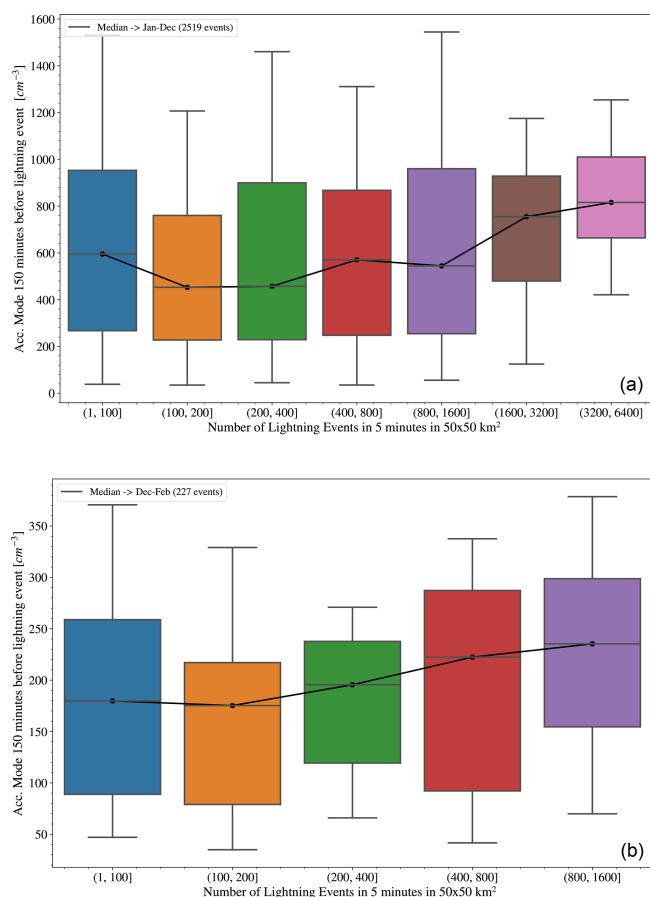 Median -> Jan-Dec (2519 events)
1600
1400
1200
1000
800
600
400
200
0
Acc. Mode 150 minutes before lightning event [cm⁻³]
(a)
(1, 100] (100, 200] (200, 400] (400, 800] (800, 1600] (1600, 3200] (3200, 6400]
Number of Lightning Events in 5 minutes in 50x50 km²
Median -> Dec-Feb (227 events)
350
300
250
200
150
100
50
Acc. Mode 150 minutes before lightning event [cm⁻³]
(b)
(1, 100] (100, 200] (200, 400] (400, 800] (800, 1600]
Number of Lightning Events in 5 minutes in 50x50 km²